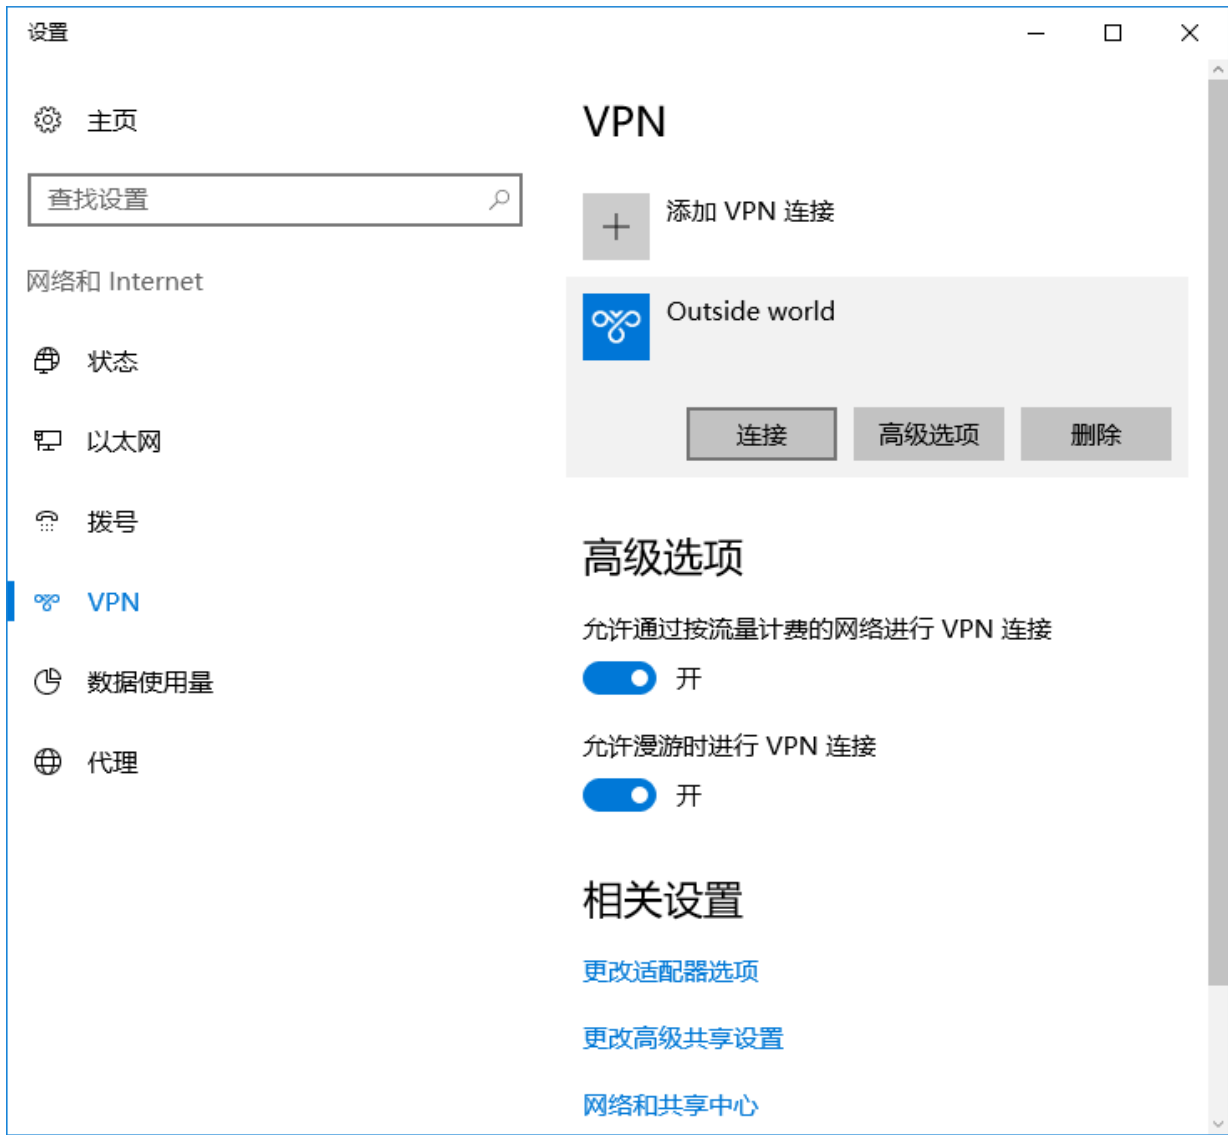 设置
主页
查找设置
网络和 Internet
状态
以太网
拨号
VPN
数据使用量
代理
VPN
添加 VPN 连接
Outside world
连接
高级选项
删除
高级选项
允许通过按流量计费的网络进行 VPN 连接
开
允许漫游时进行 VPN 连接
开
相关设置
更改适配器选项
更改高级共享设置
网络和共享中心